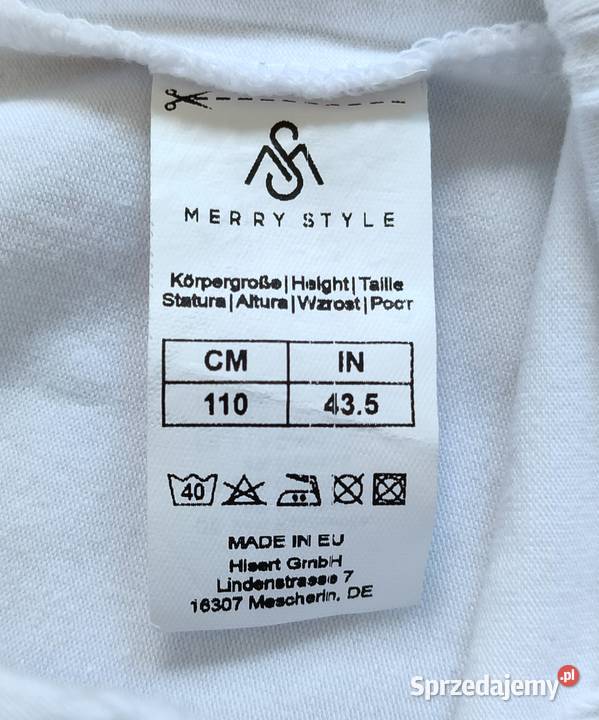 MERRY STYLE
Körpergroße|Height|Taille
Statura|Altura|Wzrost|Рост
CM IN
110 43.5
40
MADE IN EU
Hisert GmbH
Lindenstrasse 7
16307 Mescherin, DE
Sprzedajemy.pl